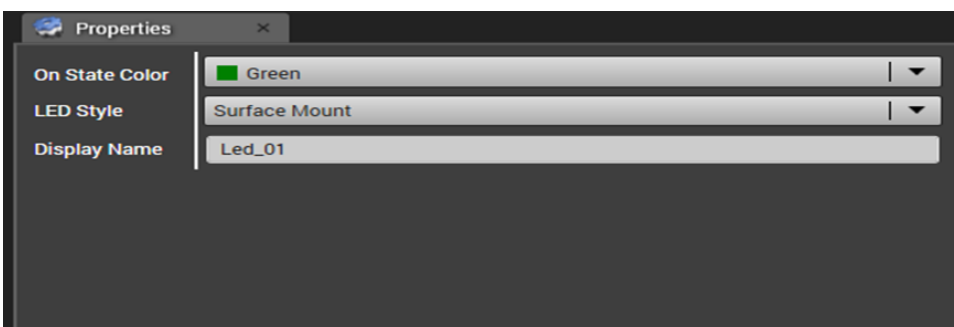 Properties
On State Color Green
LED Style Surface Mount
Display Name Led_01